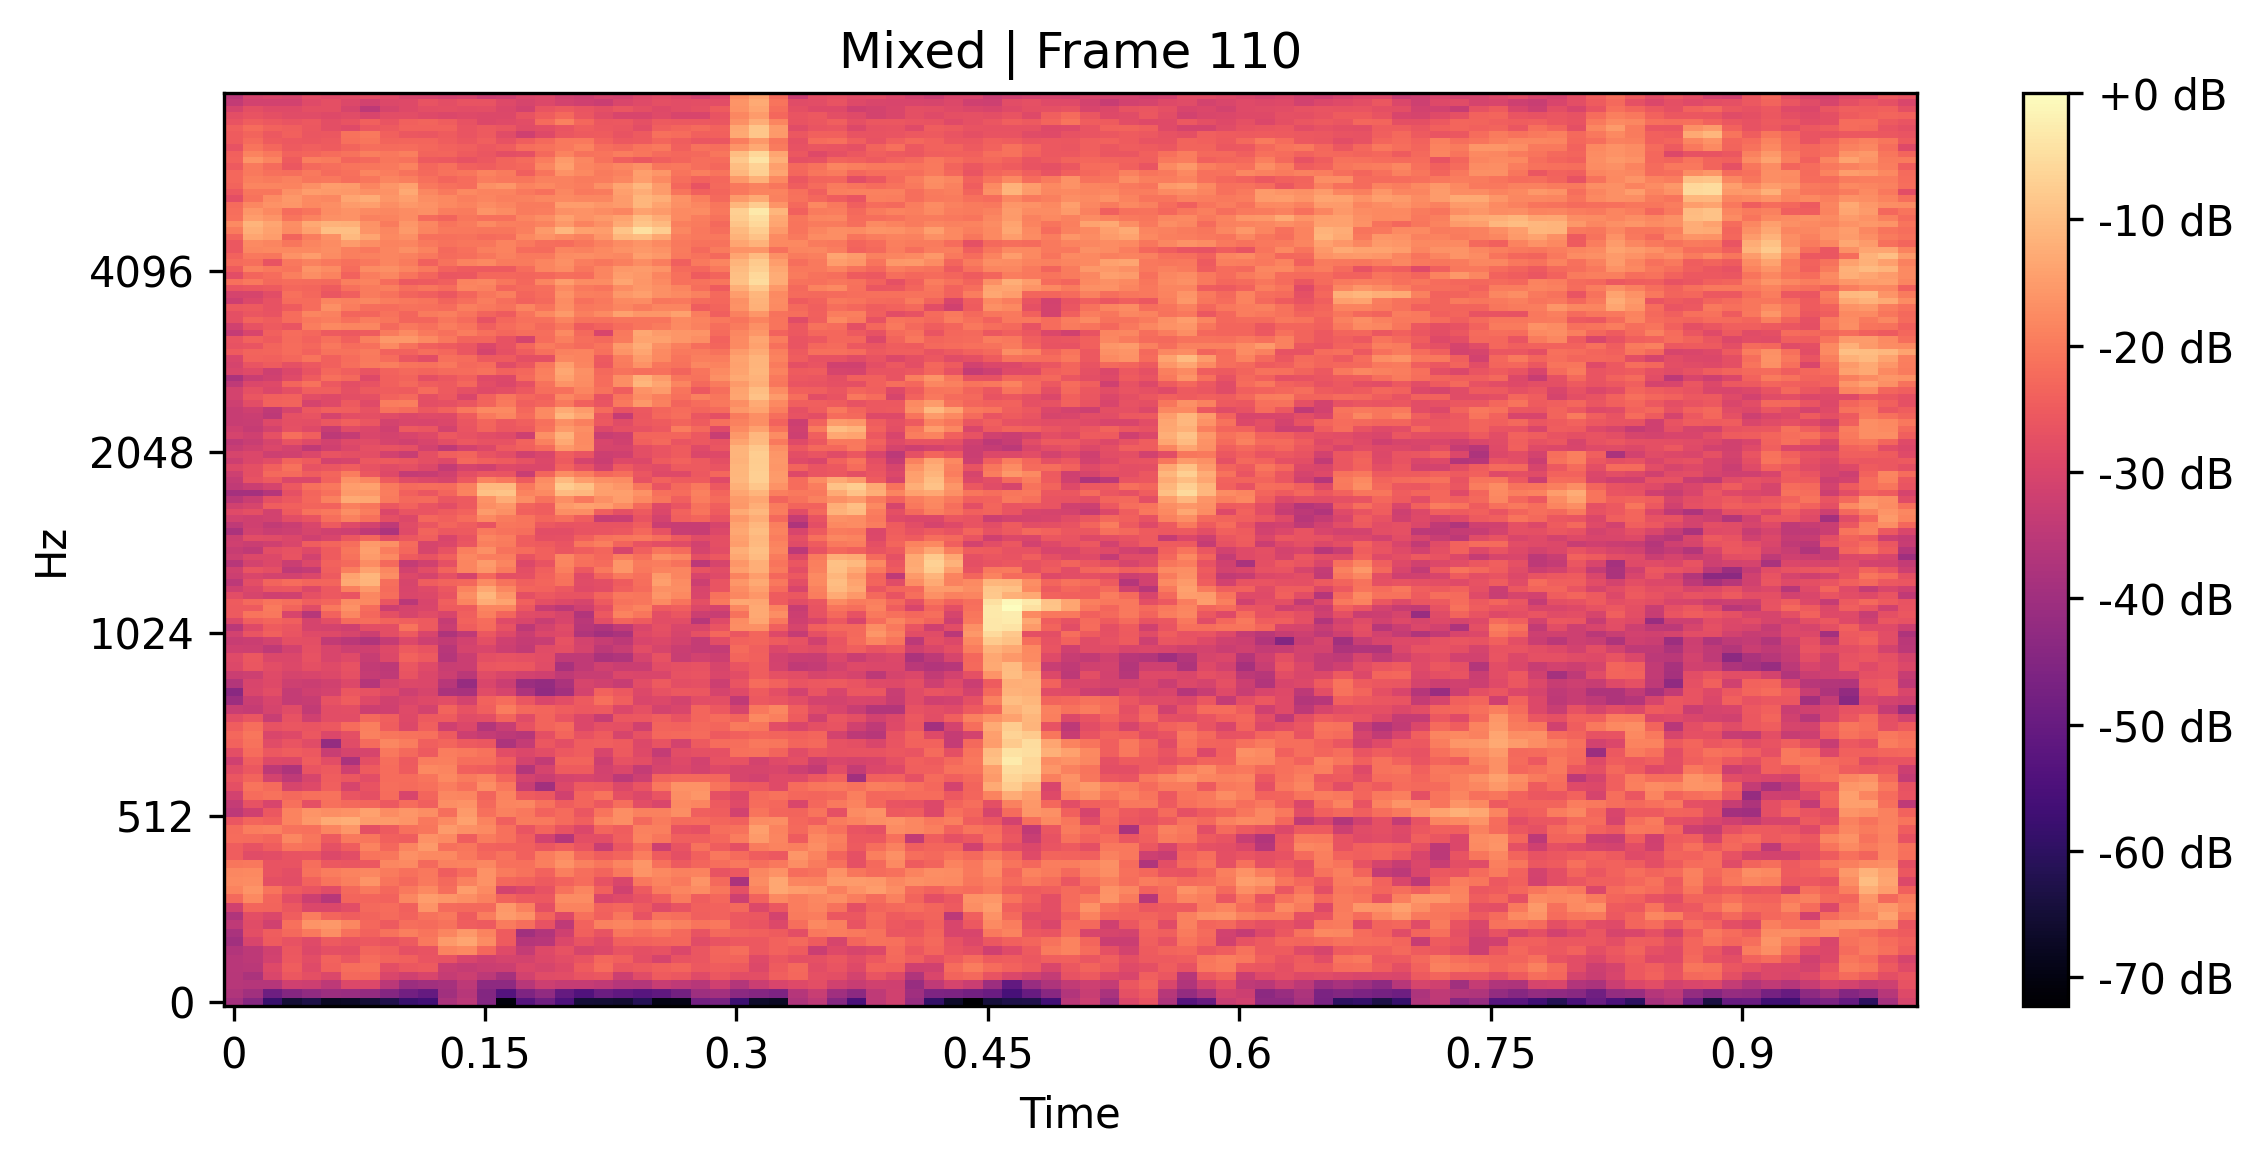 Mixed | Frame 110
+0 dB
-10 dB
-20 dB
-30 dB
-40 dB
-50 dB
-60 dB
-70 dB
Hz
4096
2048
1024
512
0
0 0.15 0.3 0.45 0.6 0.75 0.9
Time